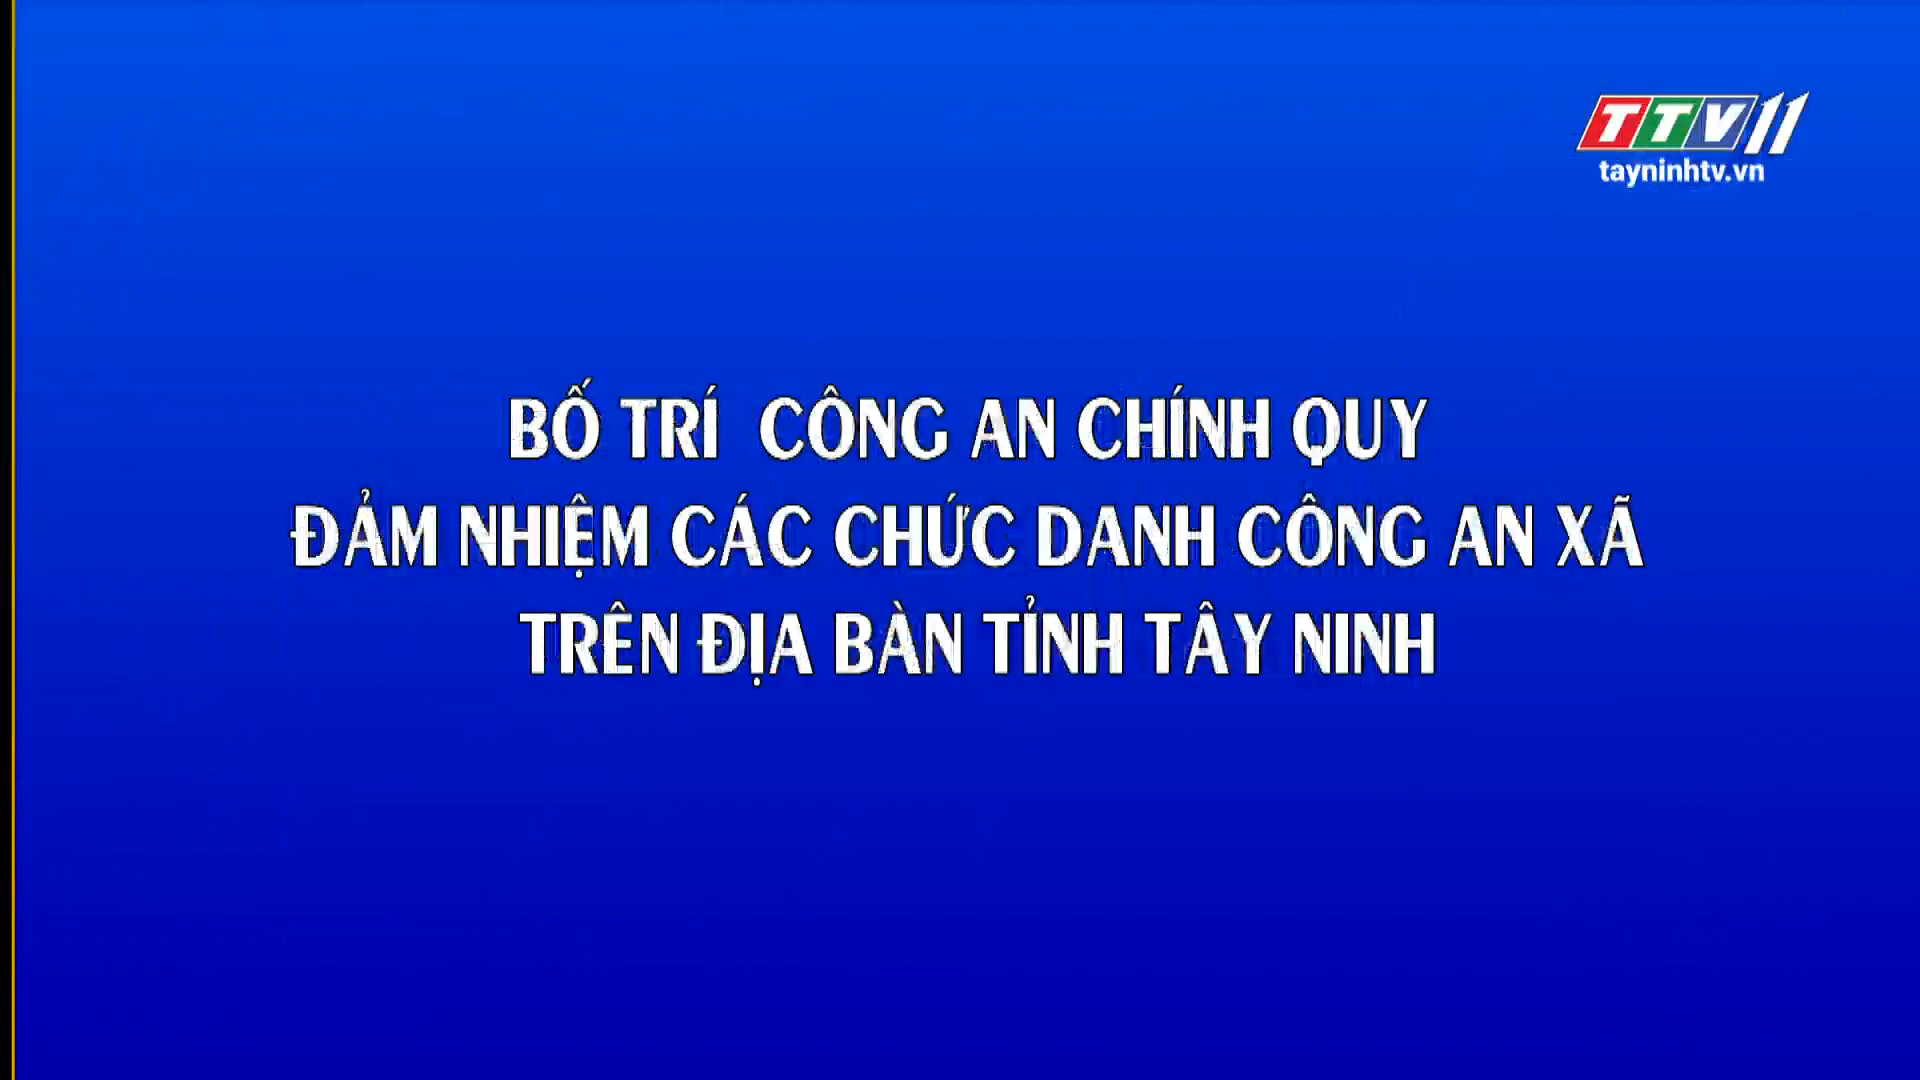 TTV11
tayninhtv.vn
BỐ TRÍ CÔNG AN CHÍNH QUY
ĐẢM NHIỆM CÁC CHỨC DANH CÔNG AN XÃ
TRÊN ĐỊA BÀN TỈNH TÂY NINH